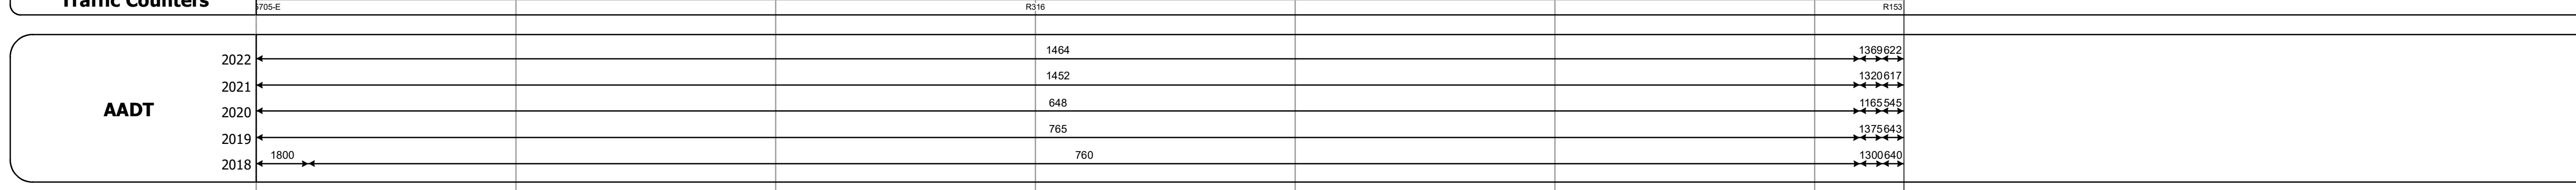 Traffic Counters
R316
R153
AADT
2022 1464 1369 622
2021 1452 1320 617
2020 648 1165 545
2019 765 1375 643
2018 1800 760 1300 640